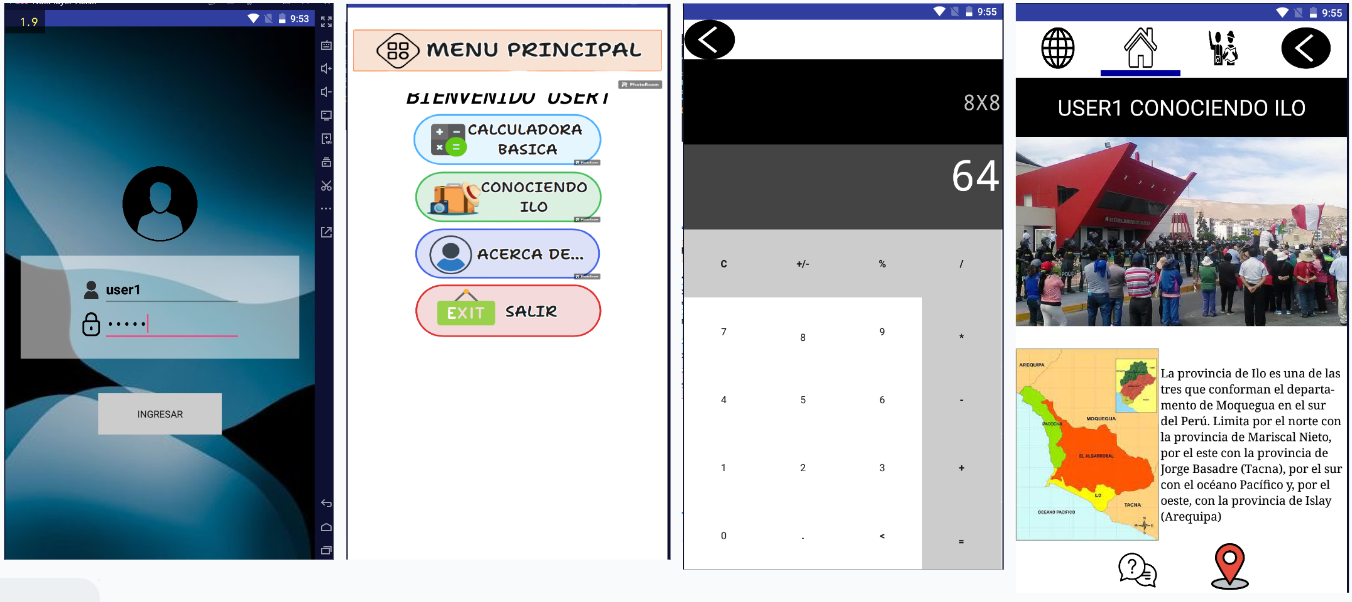 1.9
9:53
user1
INGRESAR
MENU PRINCIPAL
PhotoRoom
BIENVENIDO USER1
CALCULADORA
BASICA
CONOCIENDO
ILO
ACERCA DE...
EXIT SALIR
9:55
8X8
64
C +/- % /
7 8 9 *
4 5 6 -
1 2 3 +
0 . < =
9:55
USER1 CONOCIENDO ILO
AREQUIPA
MOQUEGUA
PACOCHA
EL ALGARROBAL
ILO
TACNA
OCEANO PACIFICO
La provincia de Ilo es una de las
tres que conforman el departa-
mento de Moquegua en el sur
del Perú. Limita por el norte con
la provincia de Mariscal Nieto,
por el este con la provincia de
Jorge Basadre (Tacna), por el sur
con el océano Pacífico y, por el
oeste, con la provincia de Islay
(Arequipa)